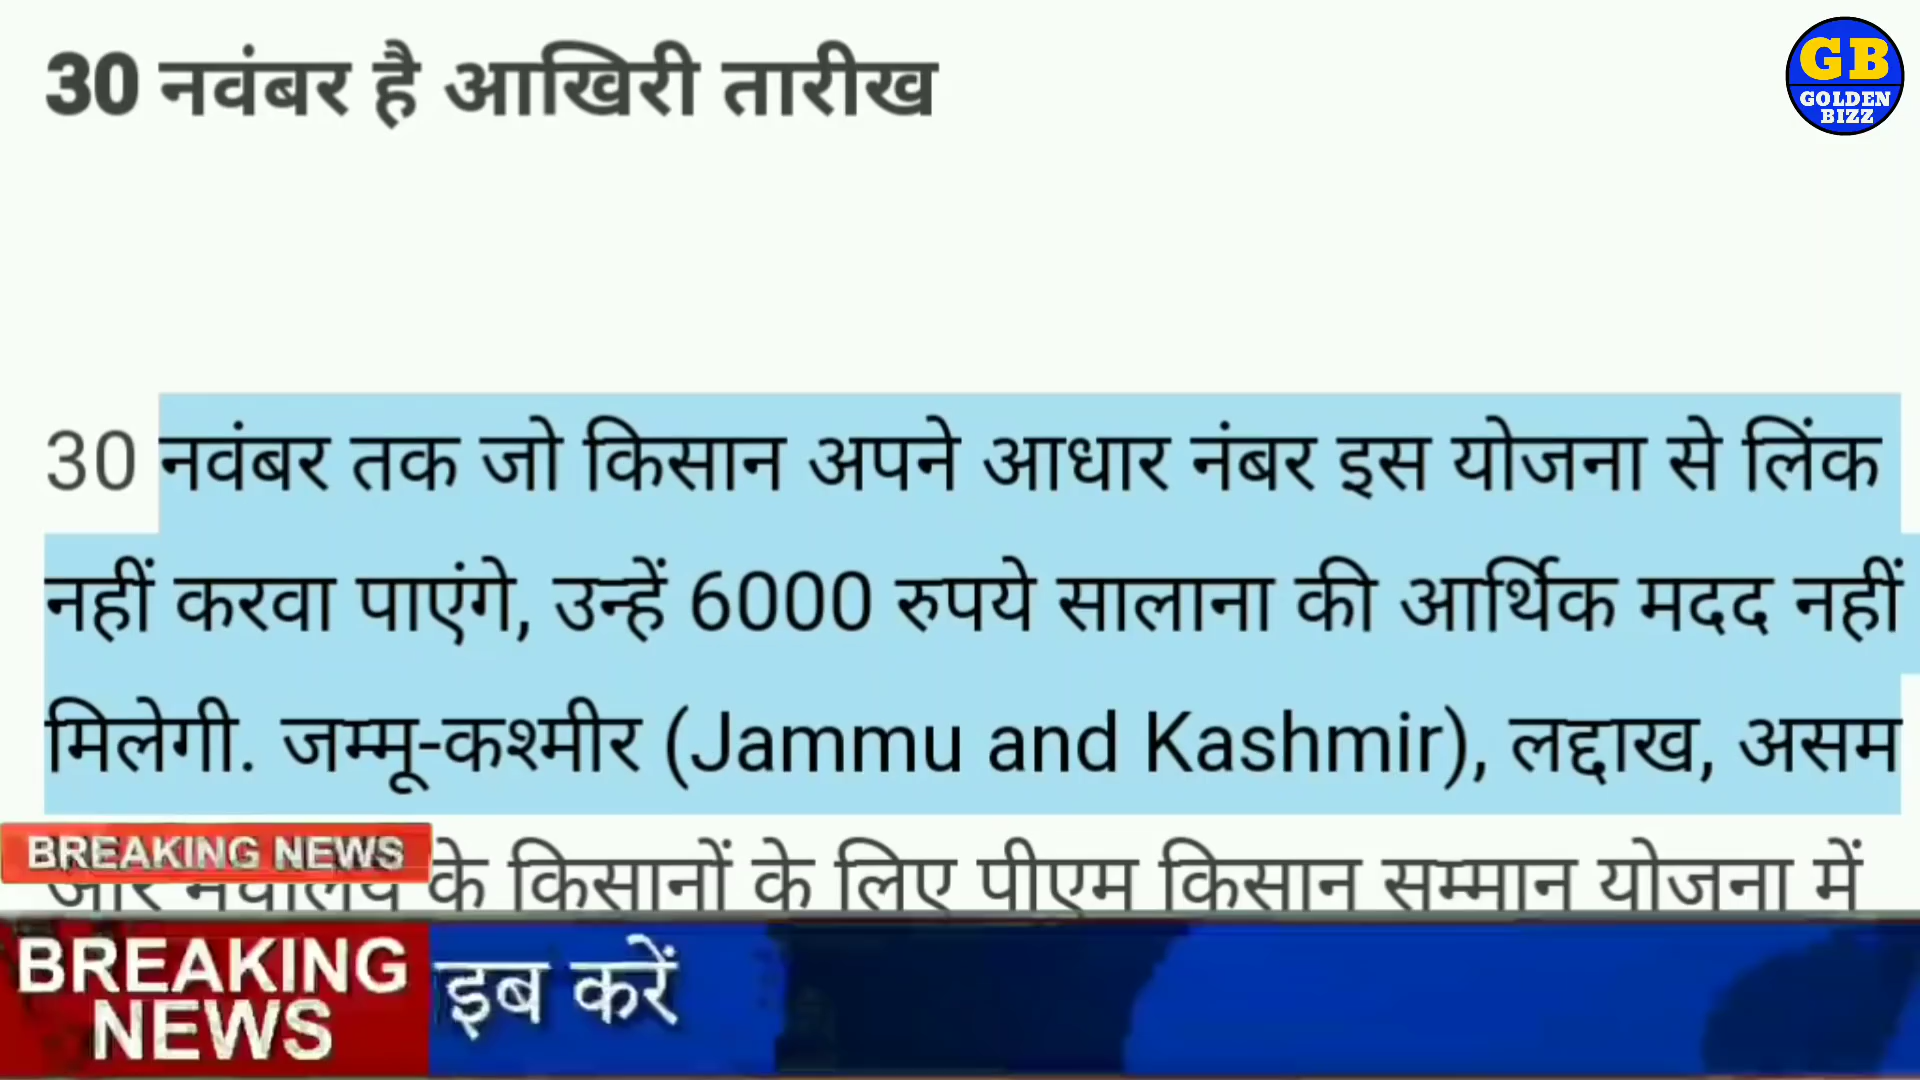 30 नवंबर है आखिरी तारीख
GB
GOLDEN
BIZZ
30 नवंबर तक जो किसान अपने आधार नंबर इस योजना से लिंक
नहीं करवा पाएंगे, उन्हें 6000 रुपये सालाना की आर्थिक मदद नहीं
मिलेगी. जम्मू-कश्मीर (Jammu and Kashmir), लद्दाख, असम
BREAKING NEWS
के किसानों के लिए पीएम किसान सम्मान योजना में
BREAKING
NEWS
इब करें